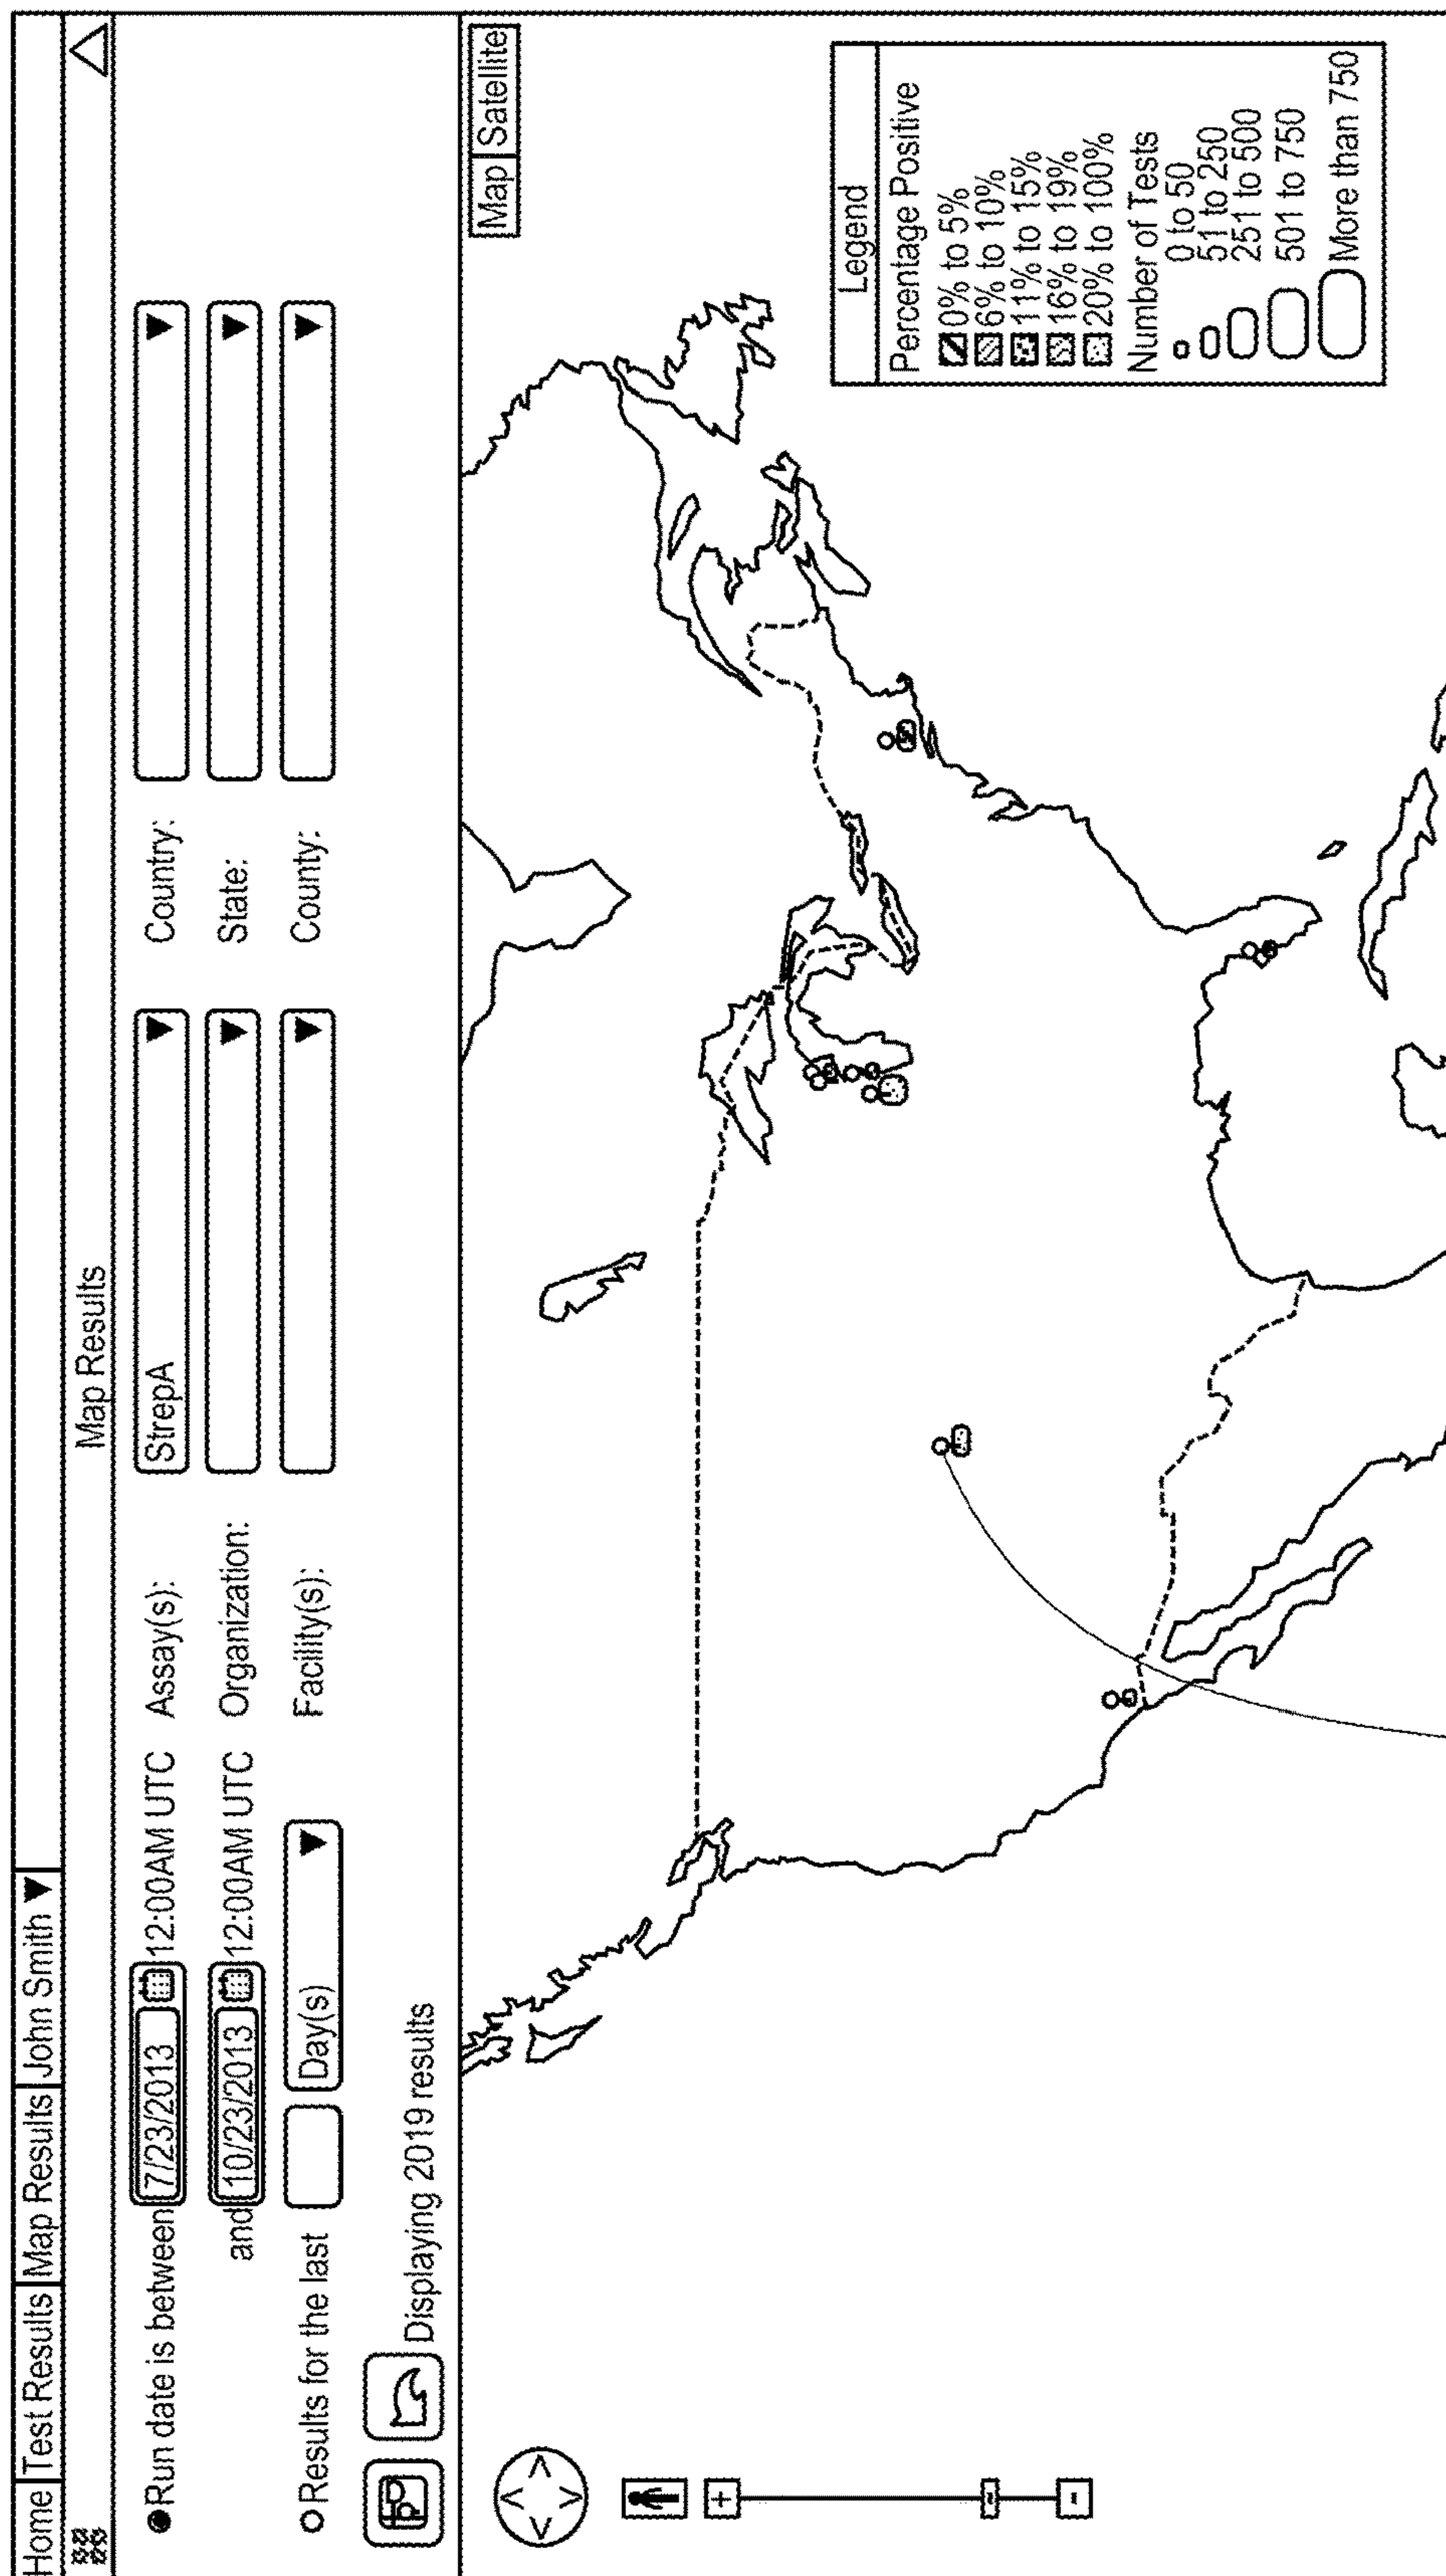 Home Test Results Map Results John Smith
Map Results
Run date is between 7/23/2013 12:00AM UTC Assay(s): StrepA Country:
and 10/23/2013 12:00AM UTC Organization: State:
Results for the last Day(s) Facility(s): County:
Displaying 2019 results
Map Satellite
+
-
Legend
Percentage Positive
0% to 5%
6% to 10%
11% to 15%
16% to 19%
20% to 100%
Number of Tests
0 to 50
51 to 250
251 to 500
501 to 750
More than 750